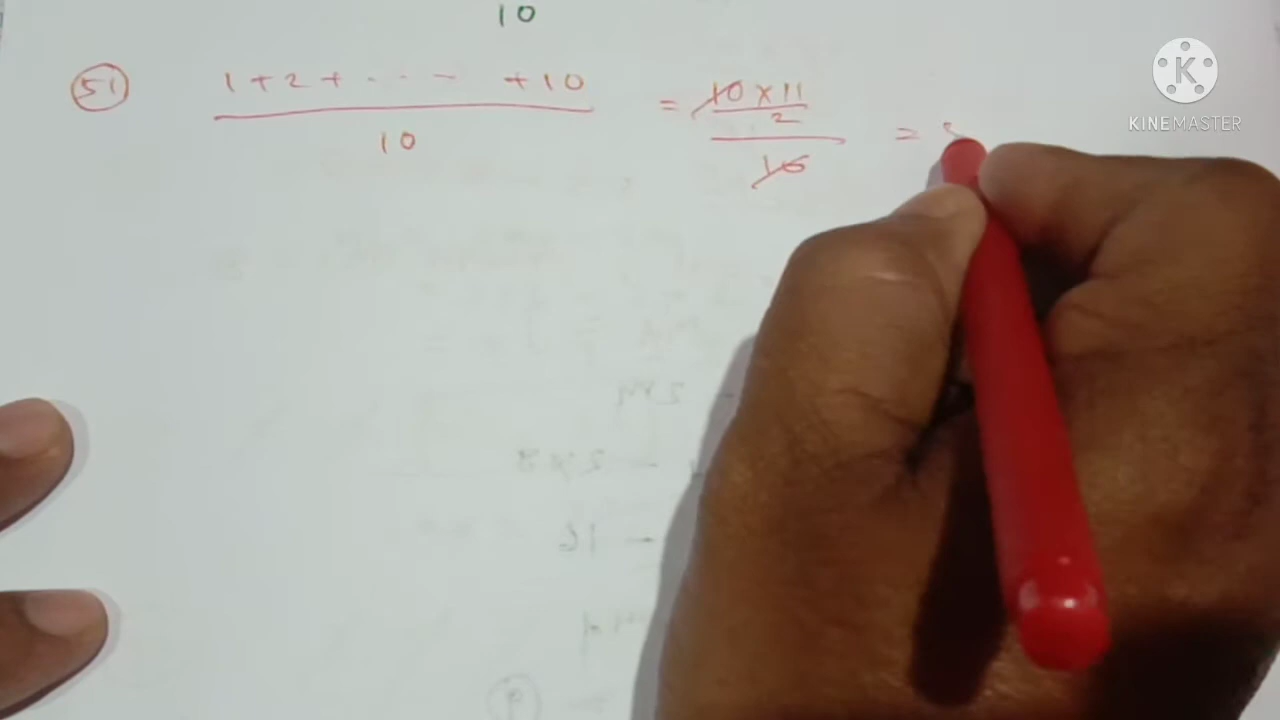 10
51 1 + 2 + ..... + 10 / 10 = 10 × 11 / 2 / 10 =
KINEMASTER